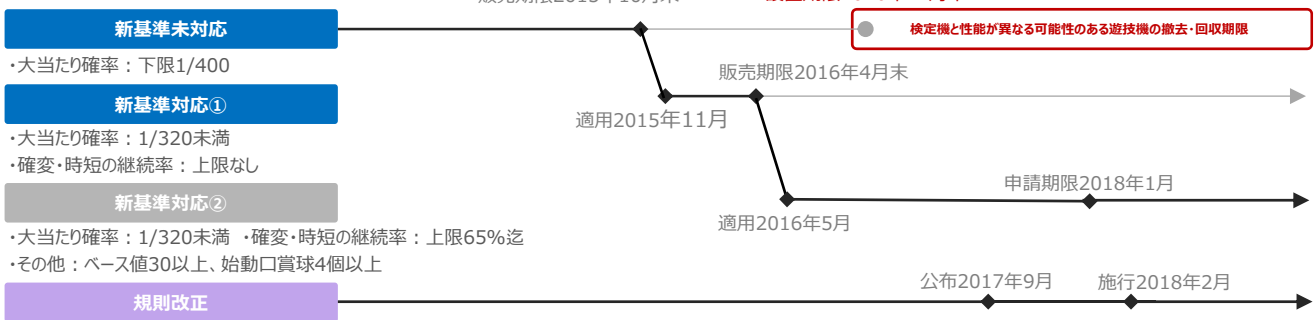 新基準未対応
検定機と性能が異なる可能性のある遊技機の撤去・回収期限
・大当たり確率：下限1/400
販売期限2016年4月末
新基準対応①
適用2015年11月
・大当たり確率：1/320未満
・確変・時短の継続率：上限なし
申請期限2018年1月
新基準対応②
適用2016年5月
・大当たり確率：1/320未満 ・確変・時短の継続率：上限65%迄
・その他：ベース値30以上、始動口賞球4個以上
公布2017年9月
施行2018年2月
規則改正